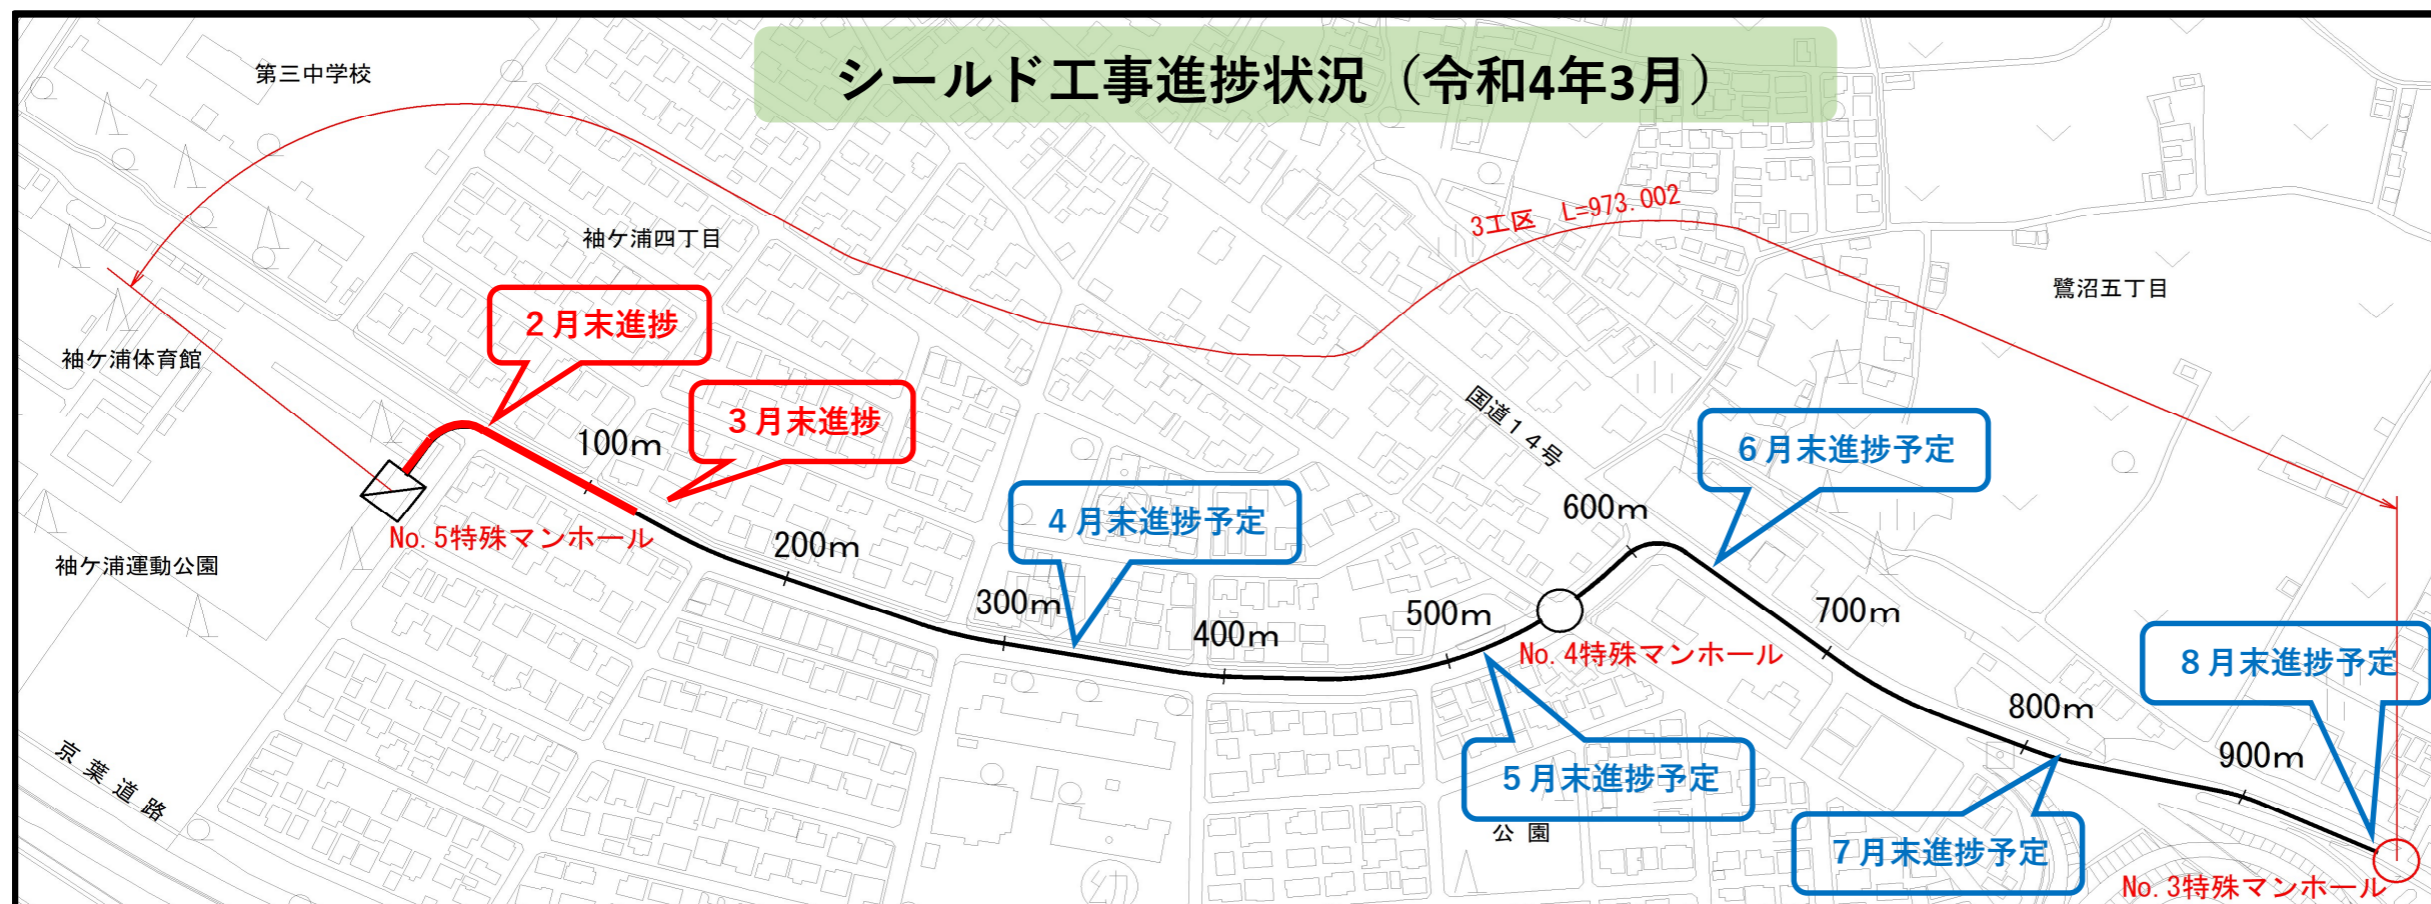 シールド工事進捗状況（令和4年3月）
第三中学校
3工区　L=973.002
袖ケ浦四丁目
鷺沼五丁目
２月末進捗
袖ケ浦体育館
３月末進捗
国道１４号
６月末進捗予定
100m
４月末進捗予定
600m
No.5特殊マンホール
200m
袖ケ浦運動公園
300m
400m
500m
700m
No.4特殊マンホール
８月末進捗予定
800m
900m
京葉道路
５月末進捗予定
公園
７月末進捗予定
幼
No.3特殊マンホール